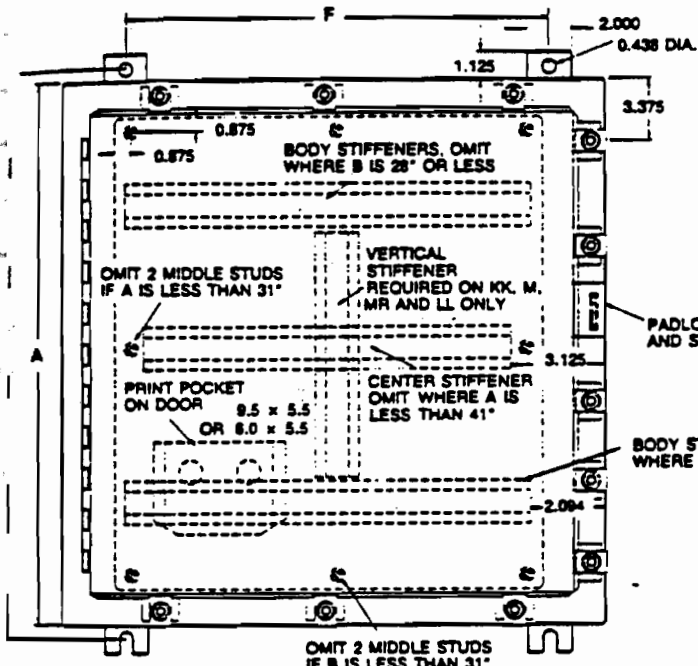 F
2.000
0.438 DIA.
1.125
3.375
0.875
0.875
BODY STIFFENERS, OMIT
WHERE B IS 28" OR LESS
VERTICAL
STIFFENER
REQUIRED ON KK, M,
MR AND LL ONLY
OMIT 2 MIDDLE STUDS
IF A IS LESS THAN 31"
A
PADLO
AND S
3.125
CENTER STIFFENER
OMIT WHERE A IS
LESS THAN 41"
PRINT POCKET
ON DOOR
9.5 x 5.5
OR 6.0 x 5.5
BODY ST
WHERE
2.094
OMIT 2 MIDDLE STUDS
IF B IS LESS THAN 31"